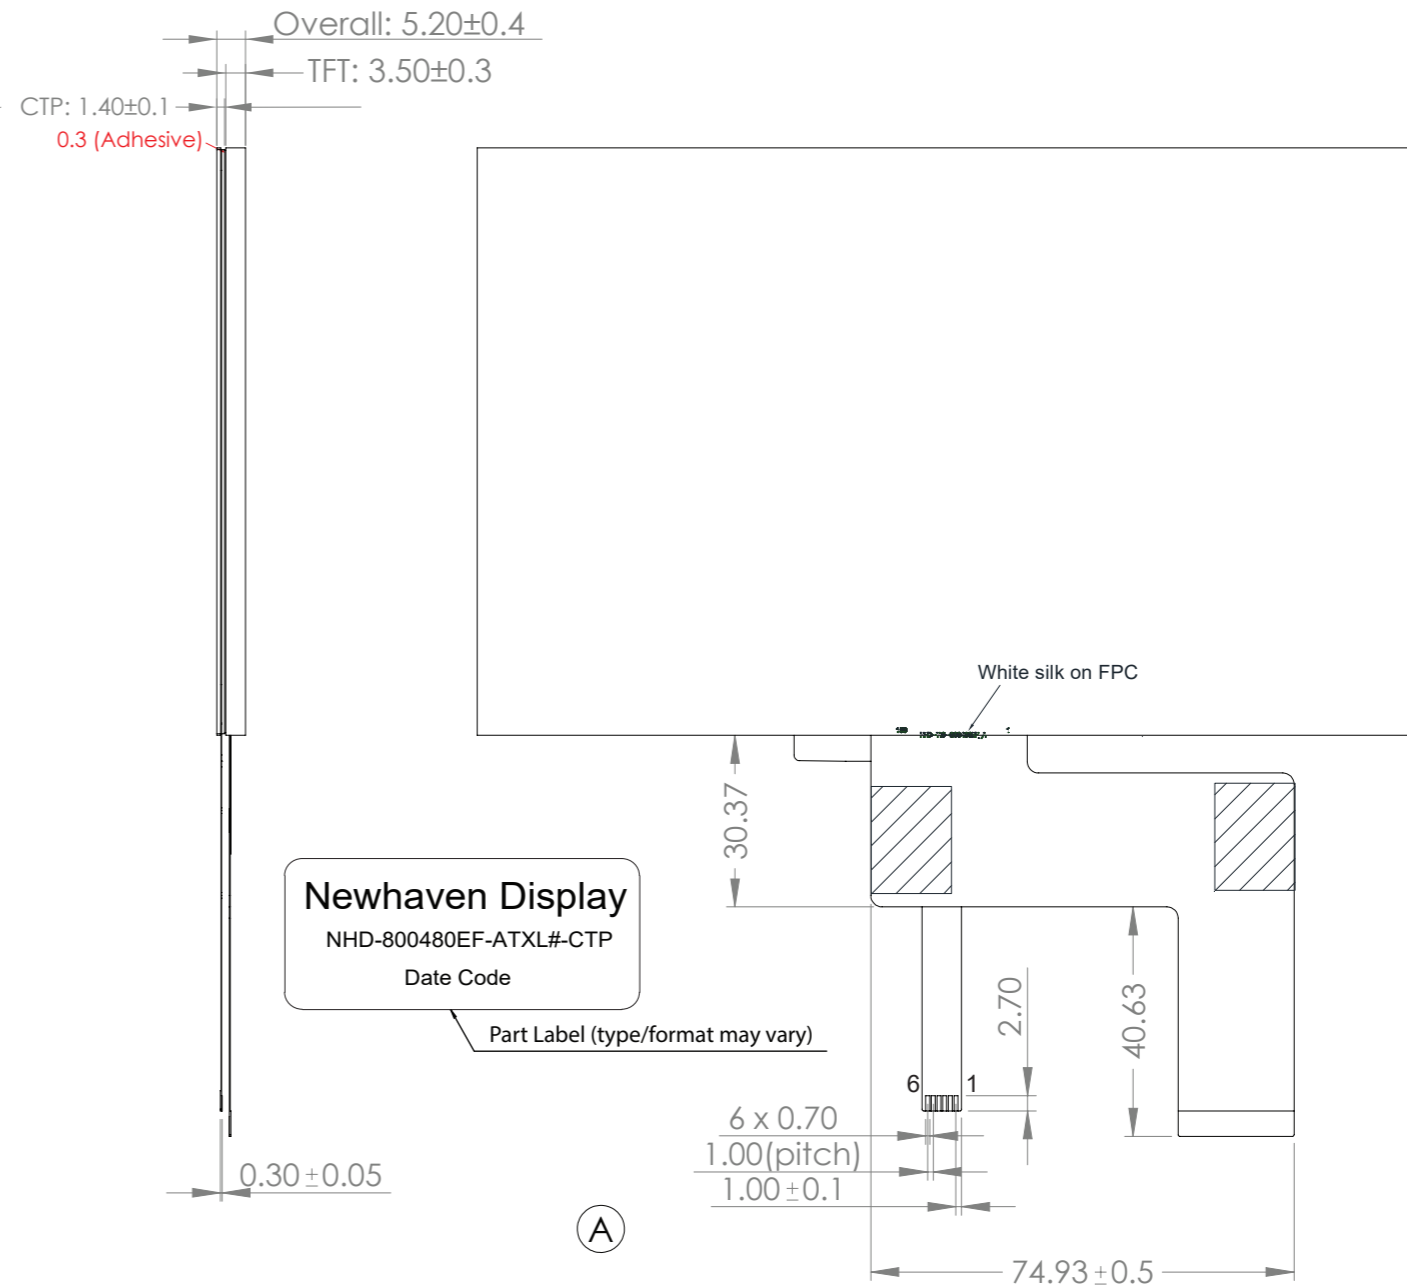 Overall: 5.20±0.4
TFT: 3.50±0.3
CTP: 1.40±0.1
0.3 (Adhesive)
White silk on FPC
30.37
Newhaven Display
NHD-800480EF-ATXL#-CTP
Date Code
Part Label (type/format may vary)
2.70
40.63
6 1
6 x 0.70
1.00(pitch)
1.00±0.1
0.30±0.05
A
74.93±0.5